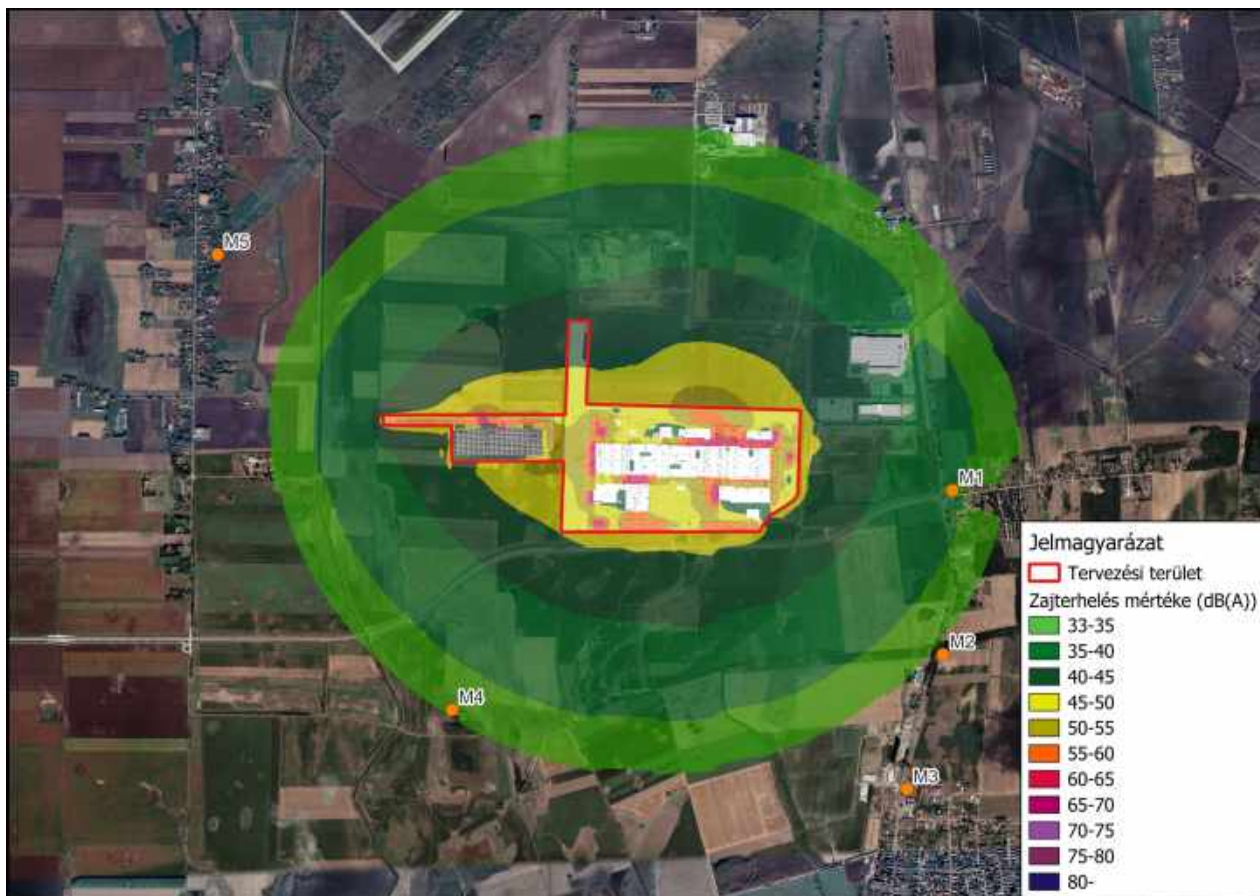 M5
M1
M2
M4
M3
Jelmagyarázat
Tervezési terület
Zajterhelés mértéke (dB(A))
33-35
35-40
40-45
45-50
50-55
55-60
60-65
65-70
70-75
75-80
80-